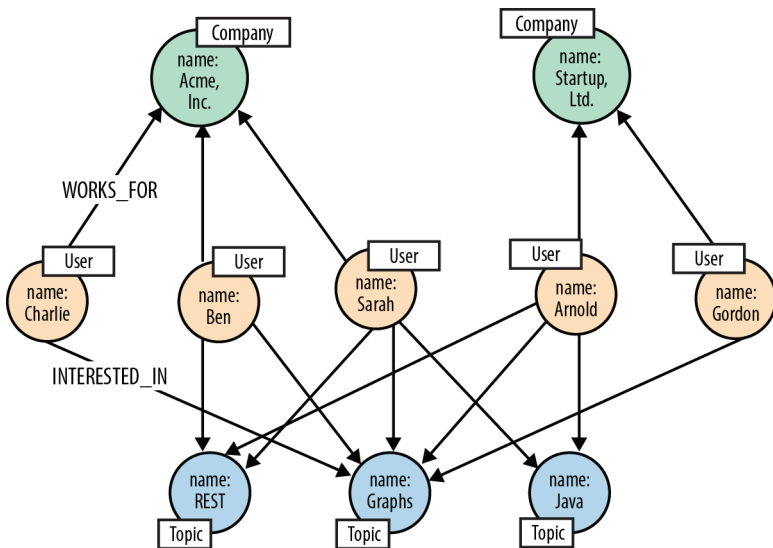 Company
name:
Acme,
Inc.
Company
name:
Startup,
Ltd.
WORKS_FOR
User
name:
Charlie
User
name:
Ben
User
name:
Sarah
User
name:
Arnold
User
name:
Gordon
INTERESTED_IN
name:
REST
Topic
name:
Graphs
Topic
name:
Java
Topic